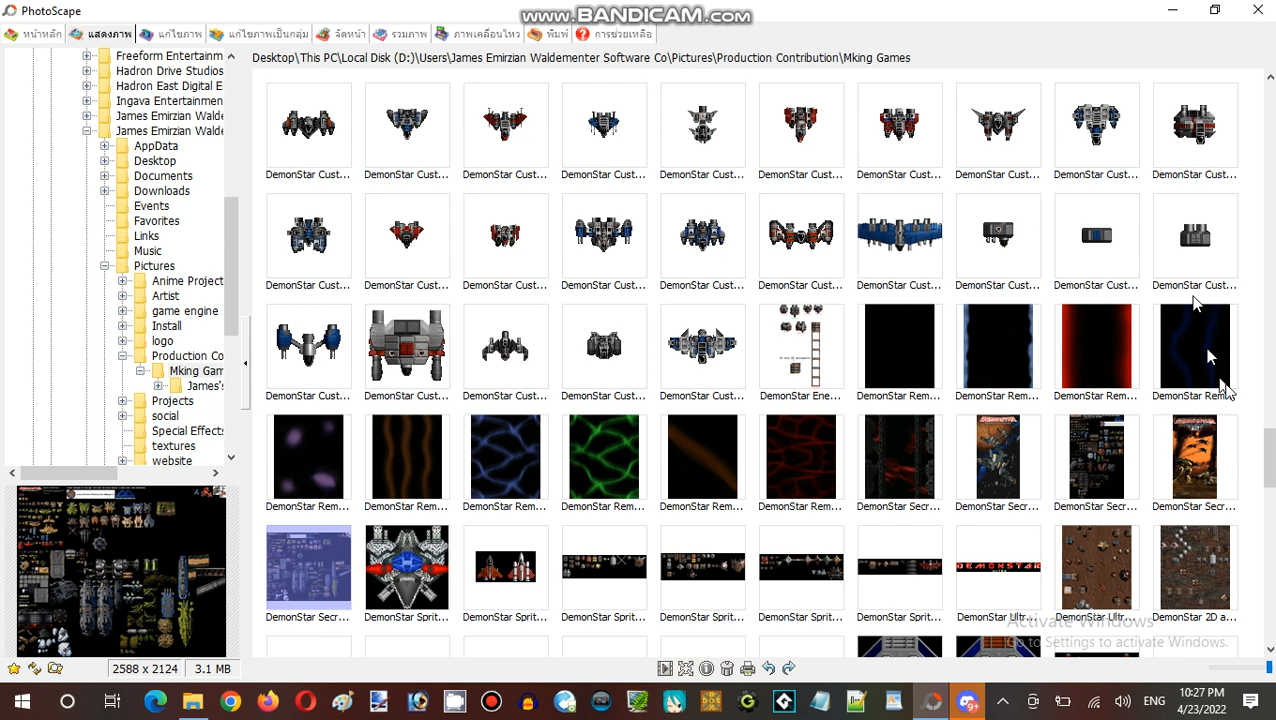 PhotoScape
www.BANDICAM.com
หน้าหลัก แสดงภาพ แก้ไขภาพ แก้ไขภาพเป็นกลุ่ม จัดหน้า รวมภาพ ภาพเคลื่อนไหว พิมพ์ การช่วยเหลือ
Desktop\This PC\Local Disk (D:)\Users\James Emirzian Waldementer Software Co\Pictures\Production Contribution\Mking Games
Freeform Entertainm
Hadron Drive Studios
Hadron East Digital E
Ingava Entertainmen
James Emirzian Walde
James Emirzian Walde
AppData
Desktop
Documents
Downloads
Events
Favorites
Links
Music
Pictures
Anime Project
Artist
game engine
Install
logo
Production Co
Mking Gam
James's
Projects
social
Special Effects
textures
website
DemonStar Cust... DemonStar Cust... DemonStar Cust... DemonStar Cust... DemonStar Cust... DemonStar Cust... DemonStar Cust... DemonStar Cust... DemonStar Cust... DemonStar Cust...
DemonStar Cust... DemonStar Cust... DemonStar Cust... DemonStar Cust... DemonStar Cust... DemonStar Cust... DemonStar Cust... DemonStar Cust... DemonStar Cust... DemonStar Cust...
DemonStar Cust... DemonStar Cust... DemonStar Cust... DemonStar Cust... DemonStar Cust... DemonStar Ene... DemonStar Rem... DemonStar Rem... DemonStar Rem... DemonStar Rem...
DemonStar Rem... DemonStar Rem... DemonStar Rem... DemonStar Rem... DemonStar Rem... DemonStar Rem... DemonStar Secr... DemonStar Secr... DemonStar Secr... DemonStar Secr...
DEMONSTAR
DemonStar Secr... DemonStar Sprit... DemonStar Sprit... DemonStar Sprit... DemonStar Sprit... DemonStar Sprit... DemonStar Sprit... DemonStar Ultr... DemonStar Ultr... DemonStar 2D a...
Activate Windows
Go to Settings to activate Windows.
2588 x 2124 3.1 MB
9+
ENG
10:27 PM
4/23/2022